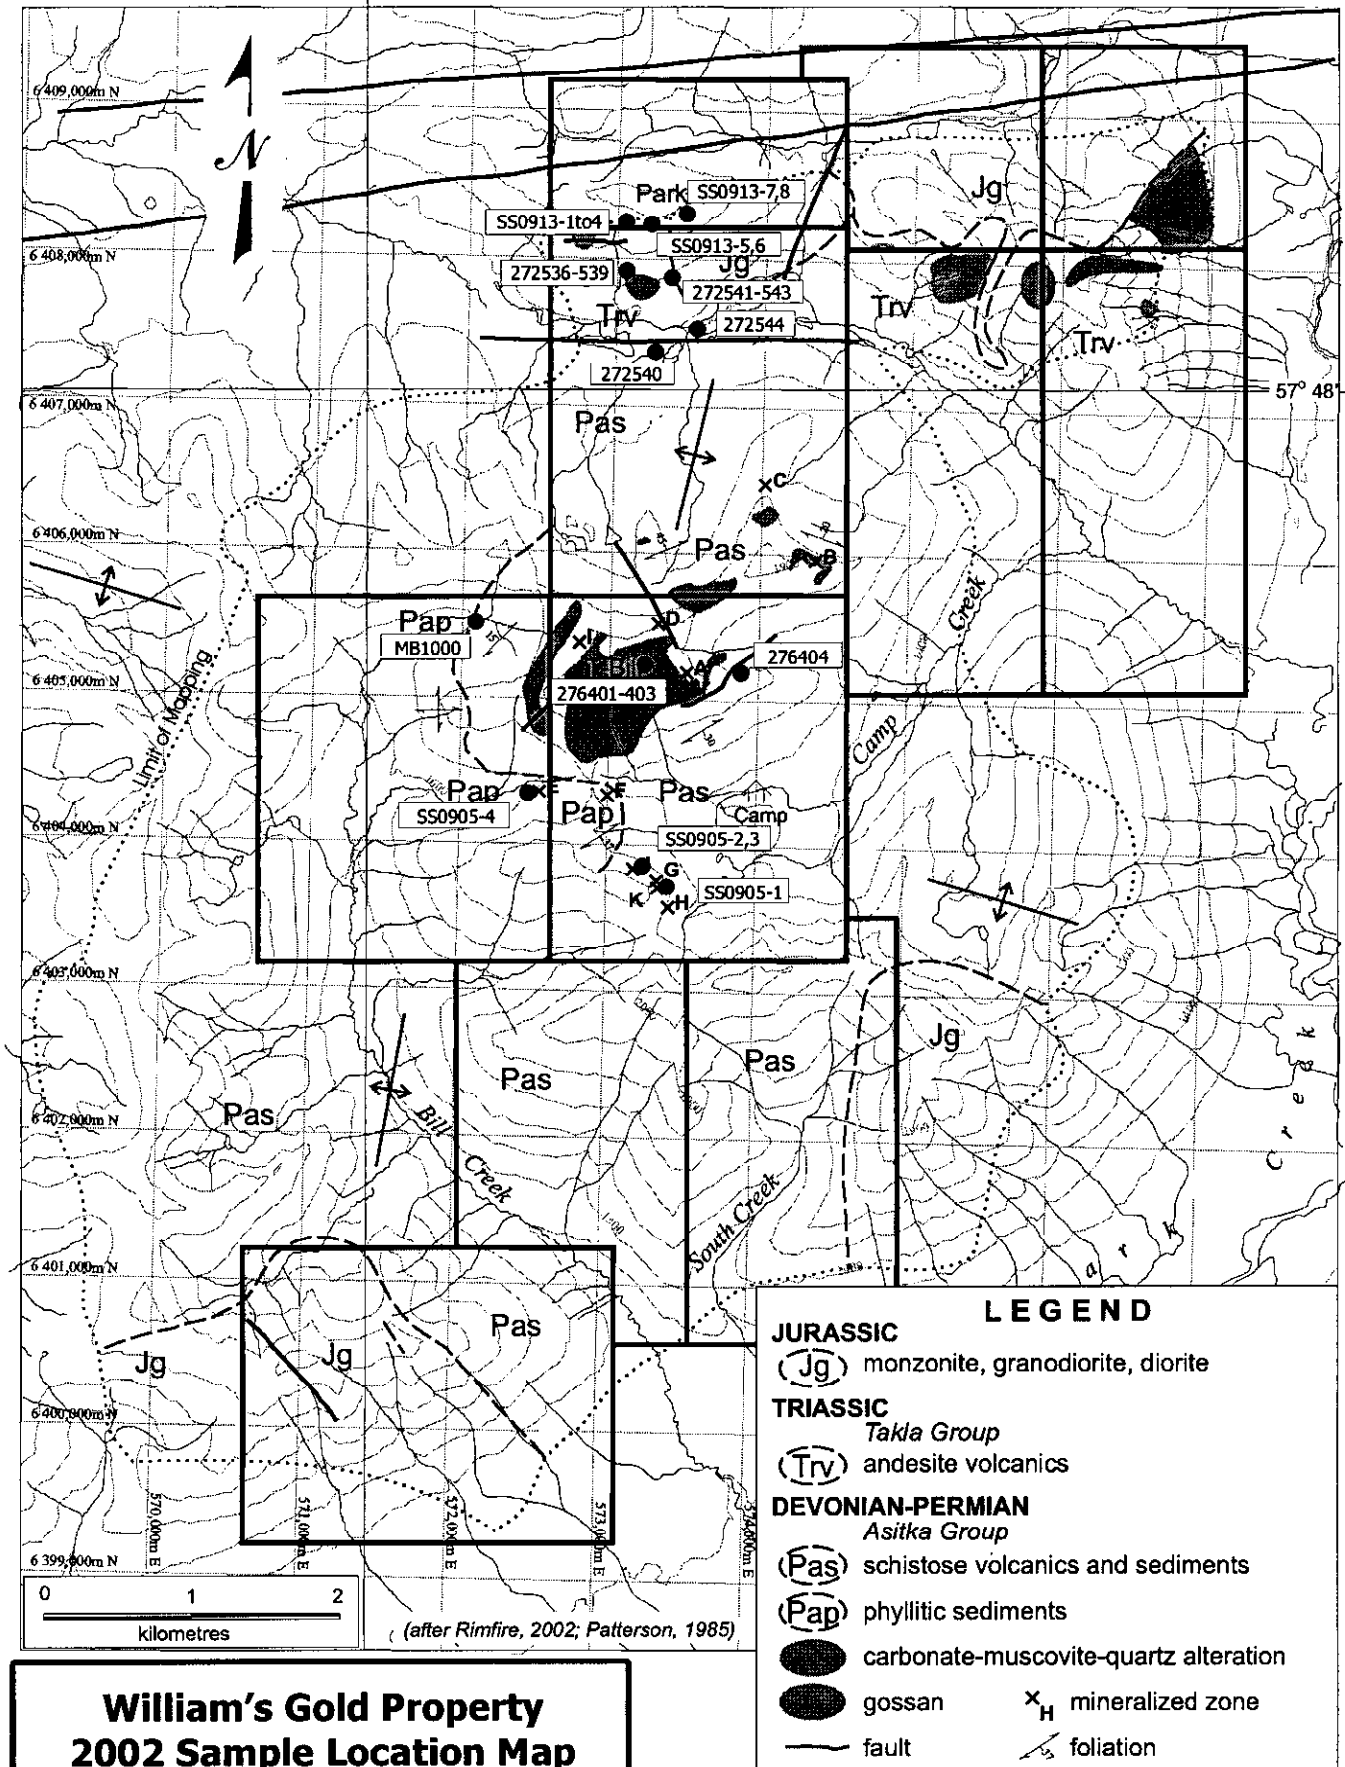 6 409,000m N
N
Park
SS0913-7,8
Jg
SS0913-1to4
SS0913-5,6
6 408,000m N
Jg
272536-539
272541-543
Trv
Trv
272544
Trv
272540
57° 48'
6 407,000m N
Pas
C
6 406,000m N
Pas
B
Creek
Pap
D
MB1000
15
Bill
A
276404
276401-403
6 405,000m N
Limit of Mapping
30
Camp
Pap
E
F
Pas
SS0905-4
Pap
Camp
6 404,000m N
SS0905-2,3
G
SS0905-1
K
H
6 403,000m N
Jg
Pas
Pas
Creek
Pas
6 402,000m N
Bill
Creek
South Creek
a r k
6 401,000m N
Pas
Jg
Jg
6 400,000m N
570,000m E
571,000m E
572,000m E
573,000m E
574,000m E
6 399,000m N
0 1 2
kilometres
(after Rimfire, 2002; Patterson, 1985)
LEGEND
JURASSIC
Jg monzonite, granodiorite, diorite
TRIASSIC
Takla Group
Trv andesite volcanics
DEVONIAN-PERMIAN
Asitka Group
Pas schistose volcanics and sediments
Pap phyllitic sediments
carbonate-muscovite-quartz alteration
gossan
H mineralized zone
fault
foliation
William's Gold Property
2002 Sample Location Map